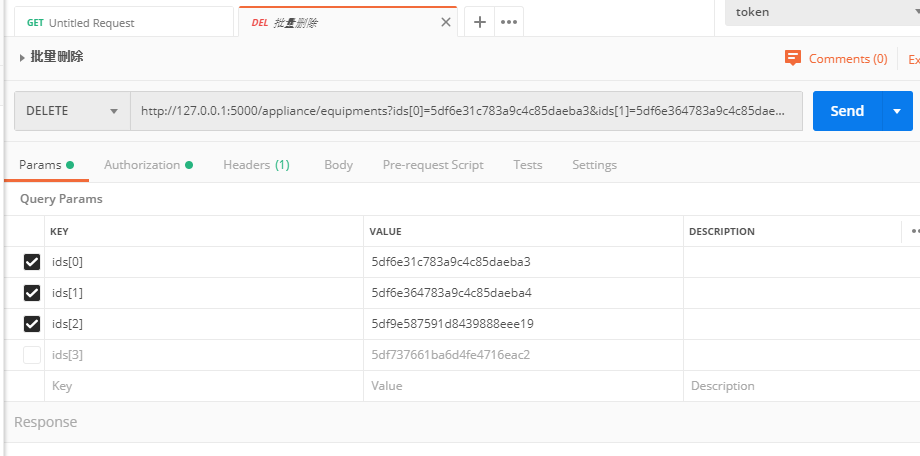 GET Untitled Request
DEL 批量删除
token
批量删除
Comments (0)
Ex
DELETE
http://127.0.0.1:5000/appliance/equipments?ids[0]=5df6e31c783a9c4c85daeba3&ids[1]=5df6e364783a9c4c85dae...
Send
Params Authorization Headers (1) Body Pre-request Script Tests Settings
Query Params
KEY VALUE DESCRIPTION
ids[0] 5df6e31c783a9c4c85daeba3
ids[1] 5df6e364783a9c4c85daeba4
ids[2] 5df9e587591d8439888eee19
ids[3] 5df737661ba6d4fe4716eac2
Key Value Description
Response